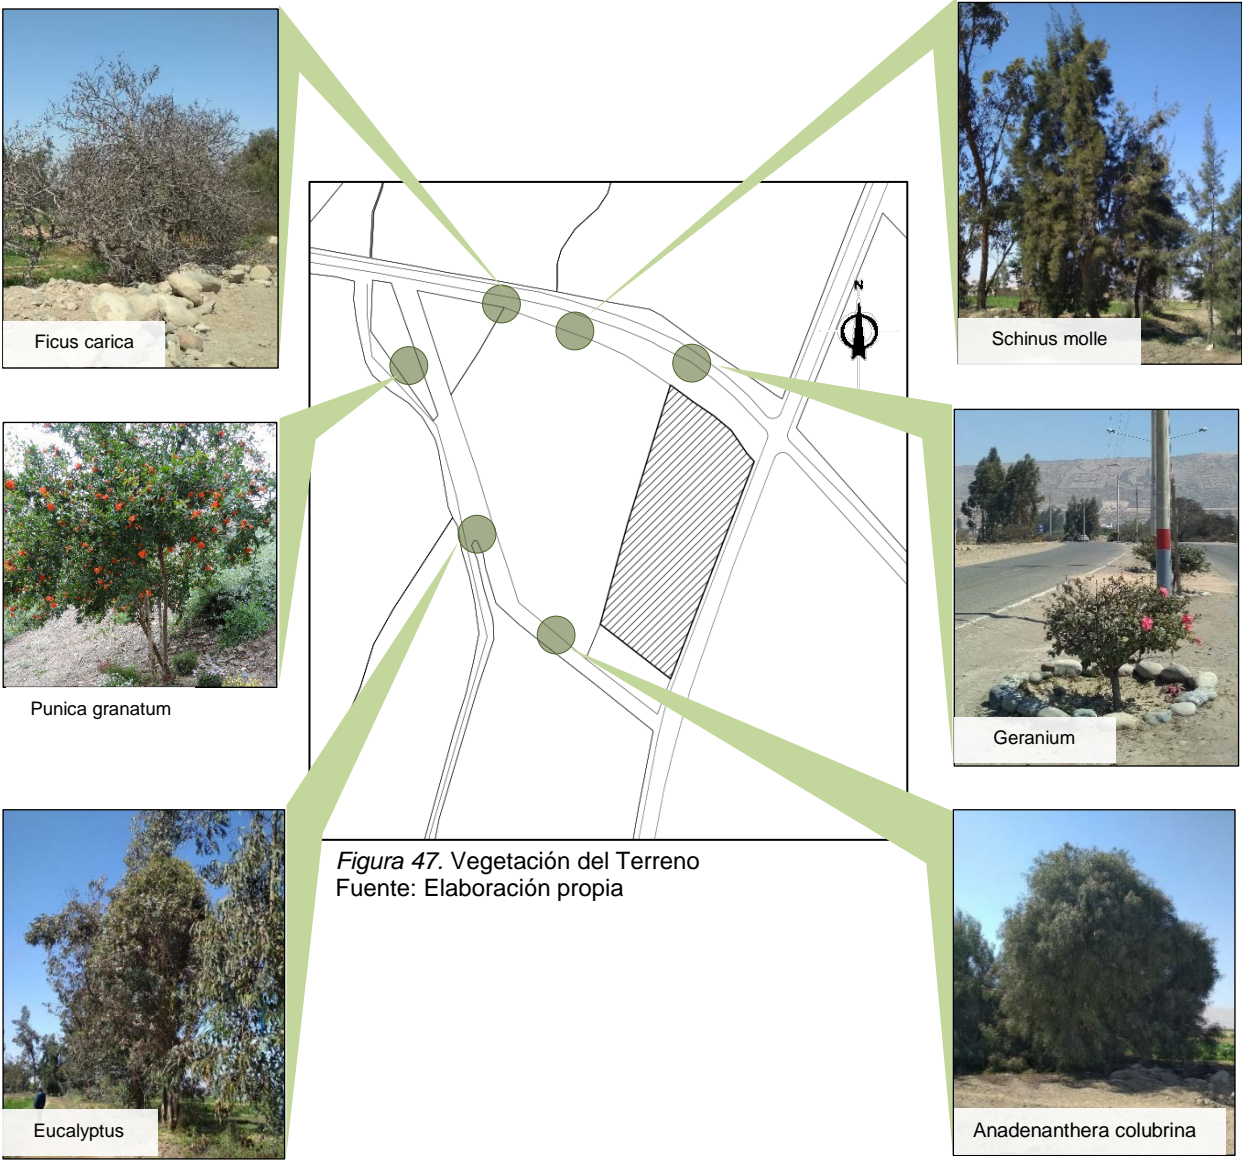 Ficus carica
Schinus molle
N
Punica granatum
Geranium
Figura 47. Vegetación del Terreno
Fuente: Elaboración propia
Eucalyptus
Anadenanthera colubrina